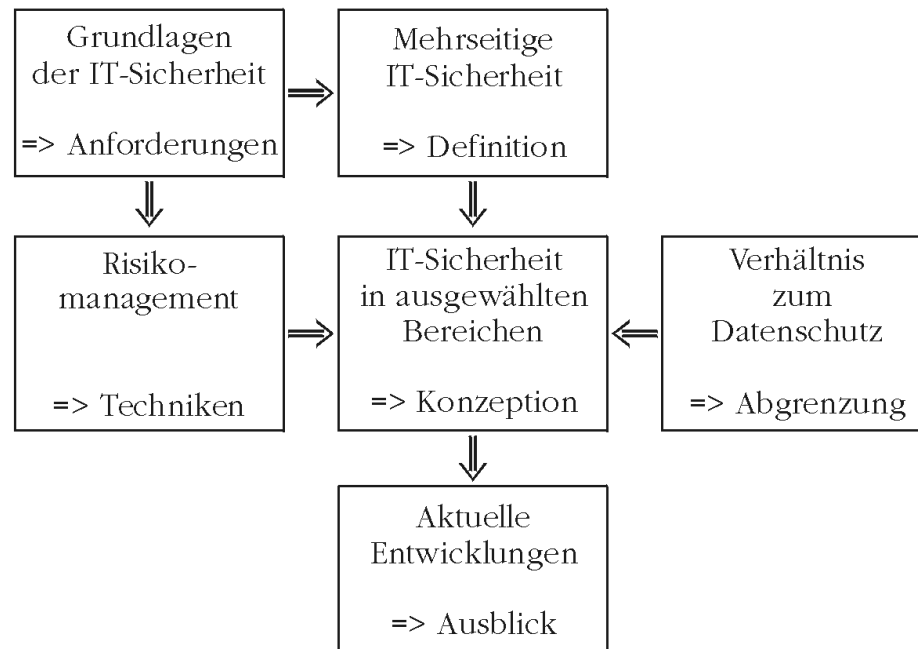 Grundlagen
der IT-Sicherheit
=> Anforderungen
Mehrseitige
IT-Sicherheit
=> Definition
Risiko-
management
=> Techniken
IT-Sicherheit
in ausgewählten
Bereichen
=> Konzeption
Verhältnis
zum
Datenschutz
=> Abgrenzung
Aktuelle
Entwicklungen
=> Ausblick